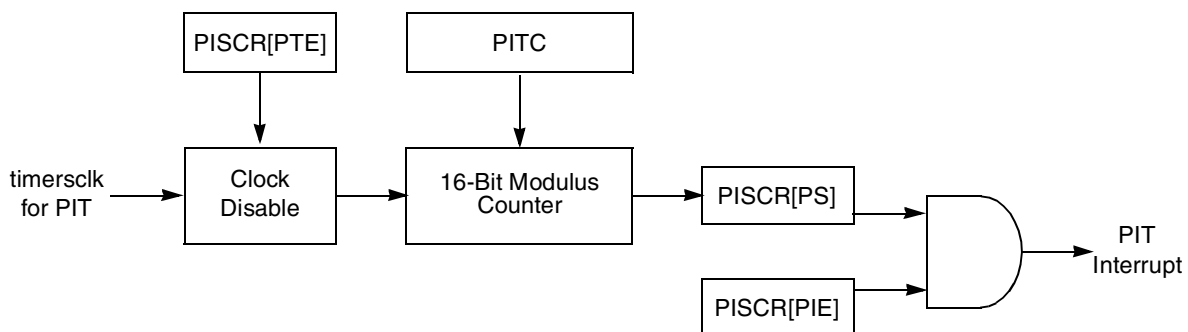 PISCR[PTE]
PITC
timersclk
for PIT
Clock
Disable
16-Bit Modulus
Counter
PISCR[PS]
PISCR[PIE]
PIT
Interrupt